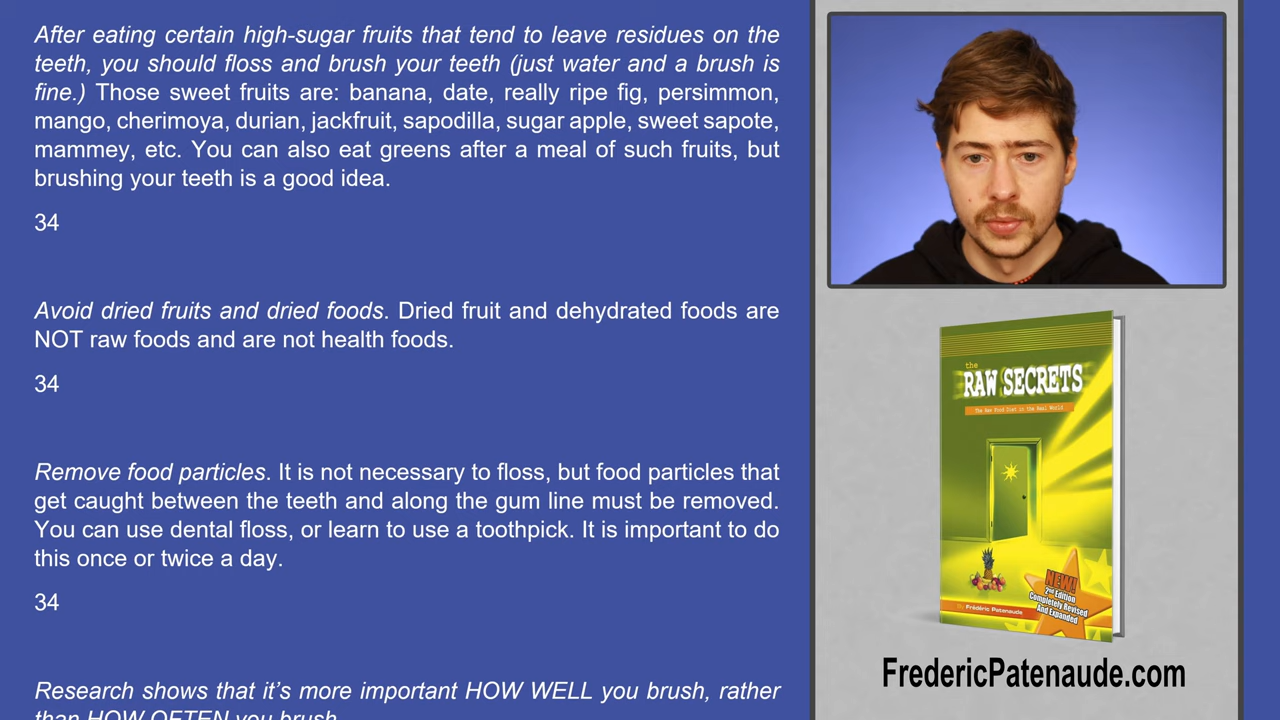 After eating certain high-sugar fruits that tend to leave residues on the
teeth, you should floss and brush your teeth (just water and a brush is
fine.) Those sweet fruits are: banana, date, really ripe fig, persimmon,
mango, cherimoya, durian, jackfruit, sapodilla, sugar apple, sweet sapote,
mammey, etc. You can also eat greens after a meal of such fruits, but
brushing your teeth is a good idea.
34
Avoid dried fruits and dried foods. Dried fruit and dehydrated foods are
NOT raw foods and are not health foods.
34
Remove food particles. It is not necessary to floss, but food particles that
get caught between the teeth and along the gum line must be removed.
You can use dental floss, or learn to use a toothpick. It is important to do
this once or twice a day.
34
Research shows that it's more important HOW WELL you brush, rather
than HOW OFTEN you brush.
the
RAW SECRETS
The Raw Food Diet in the Real World
NEW!
2nd Edition
Completely Revised
And Expanded
By Frédéric Patenaude
FredericPatenaude.com